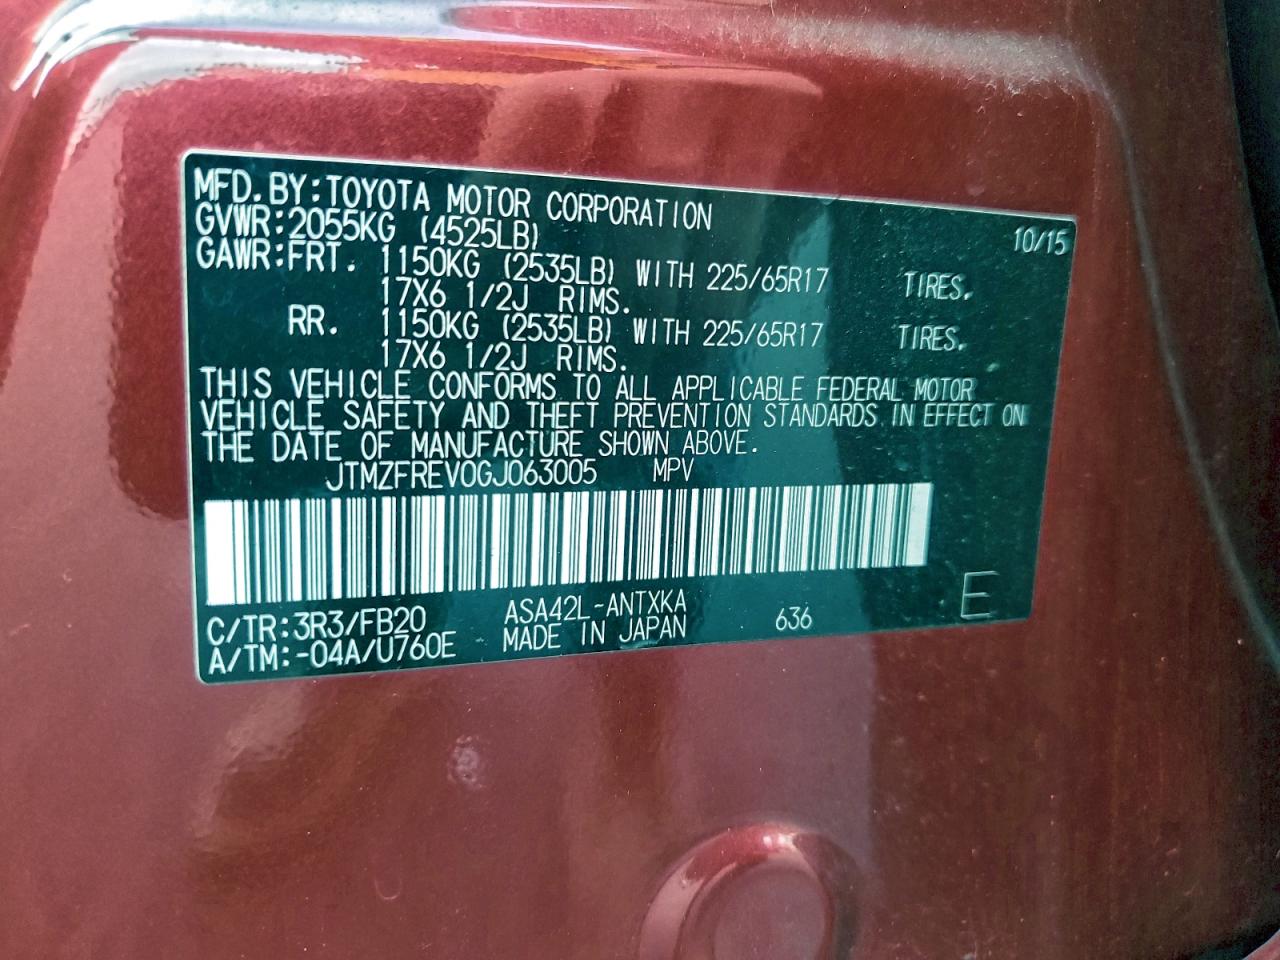 MFD.BY:TOYOTA MOTOR CORPORATION 10/15
GVWR:2055KG (4525LB)
GAWR:FRT. 1150KG (2535LB) WITH 225/65R17 TIRES.
17X6 1/2J RIMS.
RR. 1150KG (2535LB) WITH 225/65R17 TIRES.
17X6 1/2J RIMS.
THIS VEHICLE CONFORMS TO ALL APPLICABLE FEDERAL MOTOR
VEHICLE SAFETY AND THEFT PREVENTION STANDARDS IN EFFECT ON
THE DATE OF MANUFACTURE SHOWN ABOVE.
JTMZFREV0GJ063005 MPV
C/TR:3R3/FB20 ASA42L-ANTXKA 636 E
A/TM:-04A/U760E MADE IN JAPAN